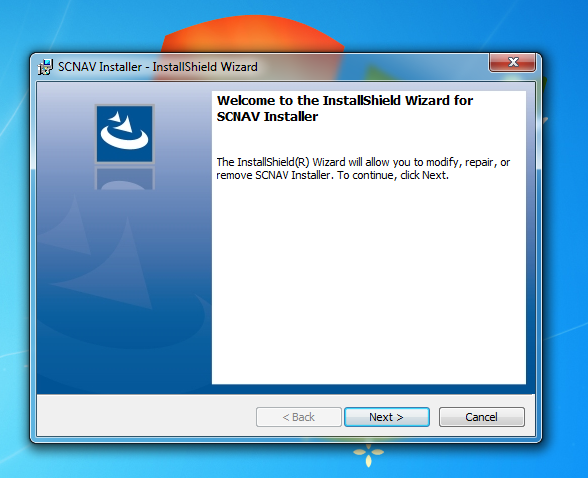 SCNAV Installer - InstallShield Wizard
Welcome to the InstallShield Wizard for
SCNAV Installer
The InstallShield(R) Wizard will allow you to modify, repair, or
remove SCNAV Installer. To continue, click Next.
< Back
Next >
Cancel